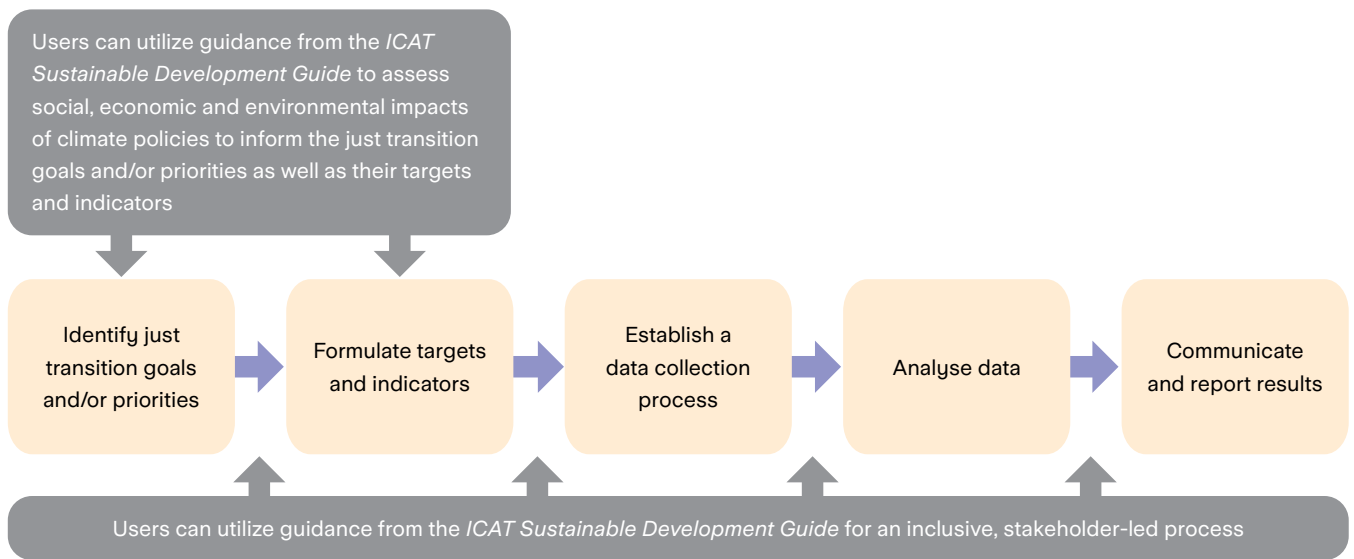 Users can utilize guidance from the ICAT
Sustainable Development Guide to assess
social, economic and environmental impacts
of climate policies to inform the just transition
goals and/or priorities as well as their targets
and indicators
Identify just
transition goals
and/or priorities
Formulate targets
and indicators
Establish a
data collection
process
Analyse data
Communicate
and report results
Users can utilize guidance from the ICAT Sustainable Development Guide for an inclusive, stakeholder-led process